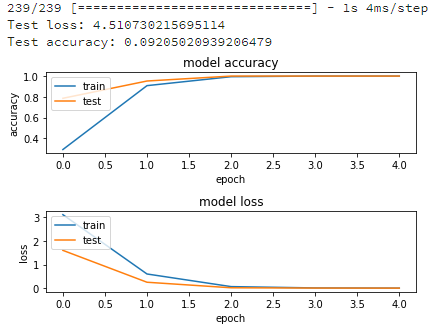 239/239 [==============================] - 1s 4ms/step
Test loss: 4.510730215695114
Test accuracy: 0.09205020939206479
model accuracy
1.0
0.8
0.6
0.4
accuracy
train
test
0.0 0.5 1.0 1.5 2.0 2.5 3.0 3.5 4.0
epoch
model loss
3
2
1
0
loss
train
test
0.0 0.5 1.0 1.5 2.0 2.5 3.0 3.5 4.0
epoch